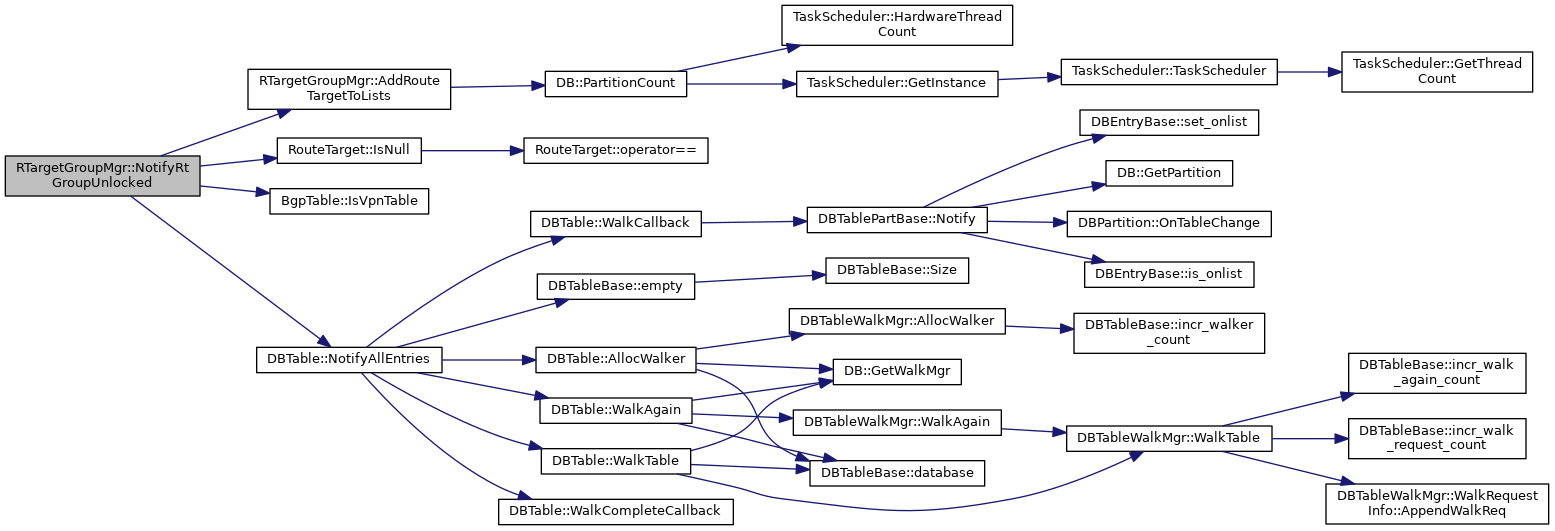 RTargetGroupMgr::NotifyRt
GroupUnlocked
RTargetGroupMgr::AddRoute
TargetToLists
RouteTarget::IsNull
BgpTable::IsVpnTable
DBTable::NotifyAllEntries
DB::PartitionCount
RouteTarget::operator==
DBTable::WalkCallback
DBTableBase::empty
DBTable::AllocWalker
DBTable::WalkAgain
DBTable::WalkTable
DBTable::WalkCompleteCallback
TaskScheduler::HardwareThread
Count
TaskScheduler::GetInstance
DBTablePartBase::Notify
DBTableBase::Size
DBTableWalkMgr::AllocWalker
DB::GetWalkMgr
DBTableWalkMgr::WalkAgain
DBTableBase::database
TaskScheduler::TaskScheduler
DBEntryBase::set_onlist
DB::GetPartition
DBPartition::OnTableChange
DBEntryBase::is_onlist
DBTableBase::incr_walker
_count
DBTableWalkMgr::WalkTable
TaskScheduler::GetThread
Count
DBTableBase::incr_walk
_again_count
DBTableBase::incr_walk
_request_count
DBTableWalkMgr::WalkRequest
Info::AppendWalkReq